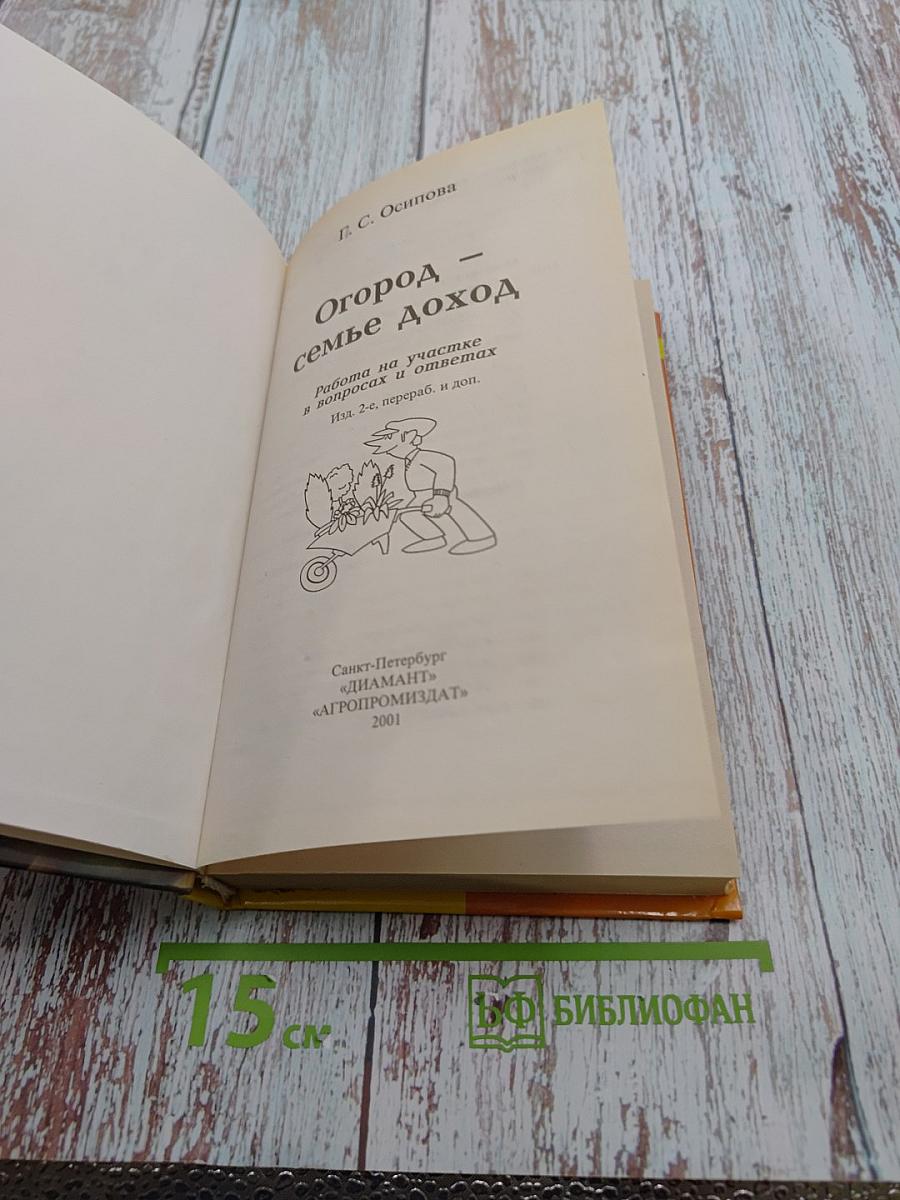 Г. С. Осипова
Огород –
семье доход
Работа на участке
в вопросах и ответах
Изд. 2-е, перераб. и доп.
Санкт-Петербург
«ДИАМАНТ»
«АГРОПРОМИЗДАТ»
2001
15 см
БФ БИБЛИОФАН